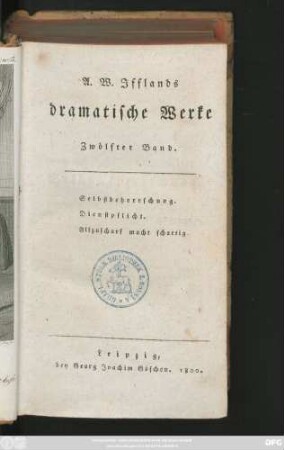 A. W. Ifflands
dramatische Werke
Zwölfter Band.
Selbstbeherrschung.
Dienstpflicht.
Allzuscharf macht schartig.
Leipzig,
bey Georg Joachim Göschen. 1800.